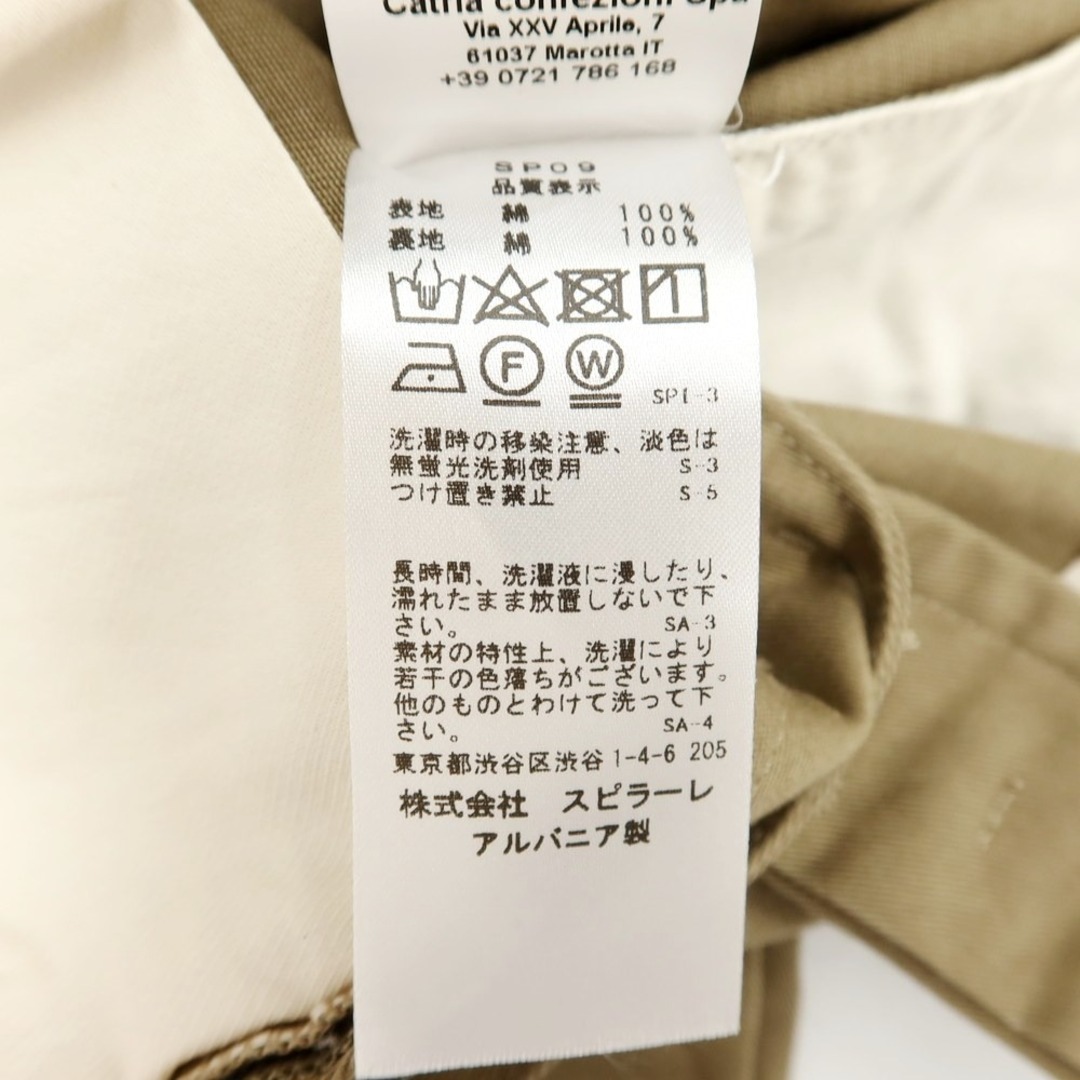 Catria confezioni Spa
Via XXV Aprile, 7
61037 Marotta IT
+39 0721 786 168
SP09
品質表示
表地 綿 100%
裏地 綿 100%
F W SPI-3
洗濯時の移染注意、淡色は
無蛍光洗剤使用 S-3
つけ置き禁止 S-5
長時間、洗濯液に浸したり、
濡れたまま放置しないで下
さい。 SA-3
素材の特性上、洗濯により
若干の色落ちがございます。
他のものとわけて洗って下
さい。 SA-4
東京都渋谷区渋谷1-4-6 205
株式会社 スピラーレ
アルバニア製